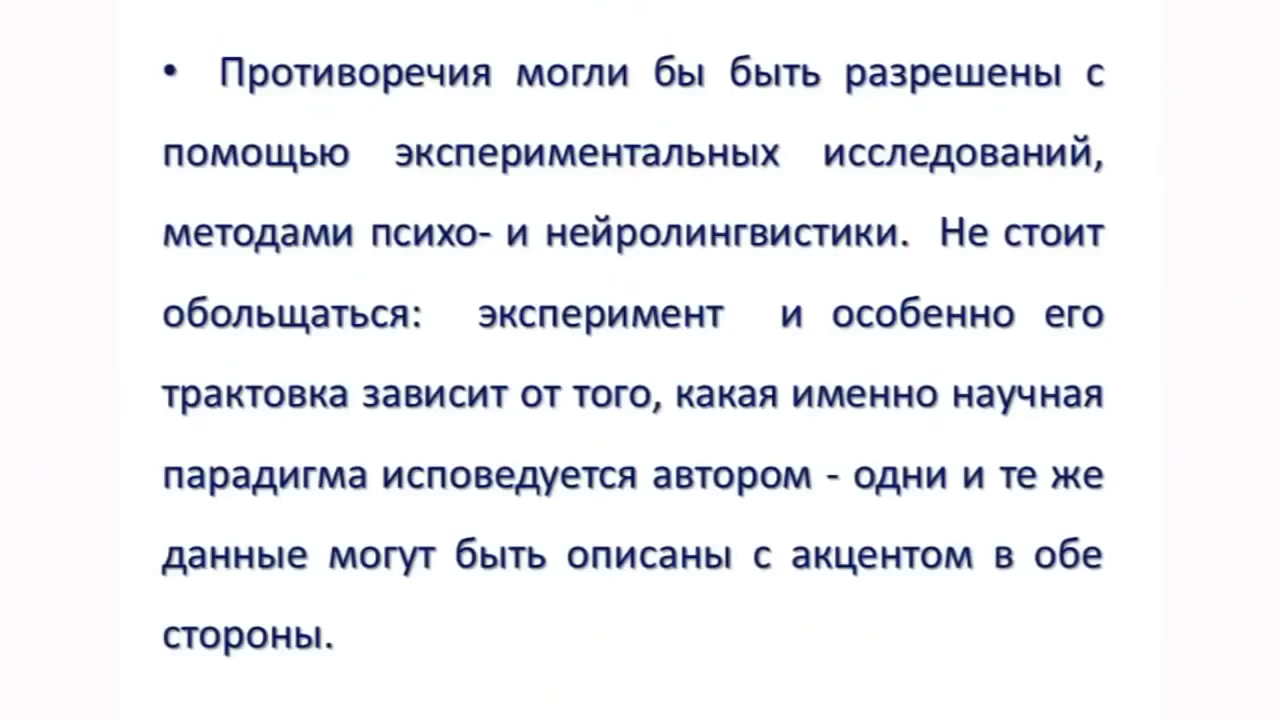 • Противоречия могли бы быть разрешены с
помощью экспериментальных исследований,
методами психо- и нейролингвистики. Не стоит
обольщаться: эксперимент и особенно его
трактовка зависит от того, какая именно научная
парадигма исповедуется автором - одни и те же
данные могут быть описаны с акцентом в обе
стороны.